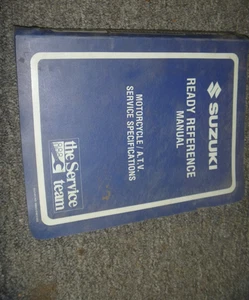 SUZUKI
READY REFERENCE
MANUAL
MOTORCYCLE / A.T.V.
SERVICE SPECIFICATIONS
the Service
team